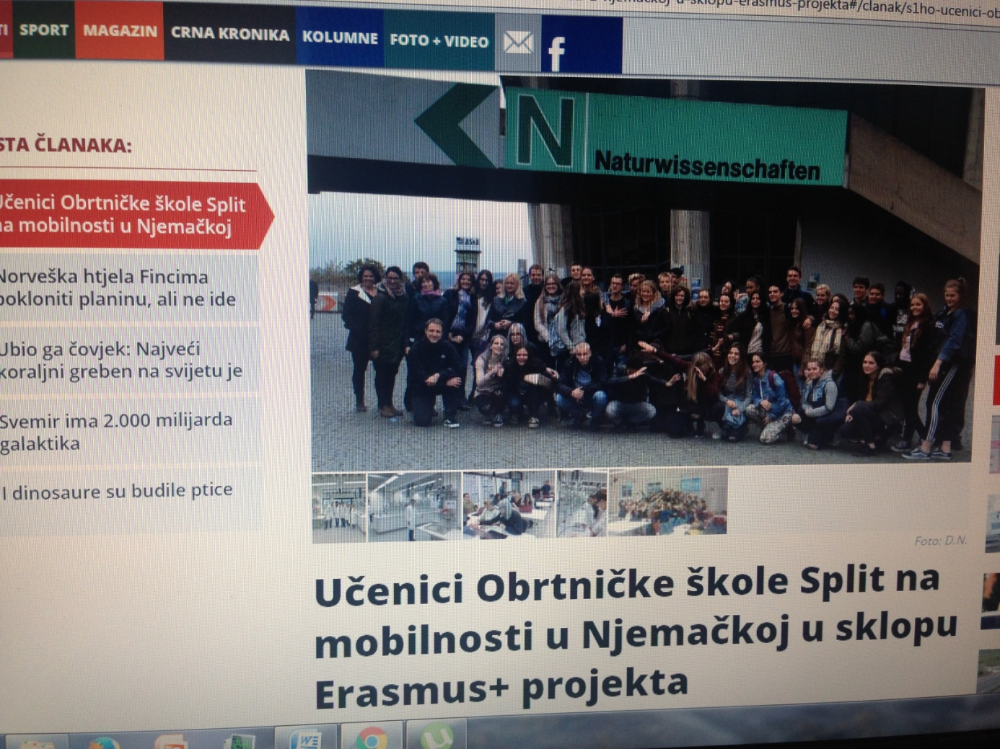 SPORT
MAGAZIN
CRNA KRONIKA
KOLUMNE
FOTO + VIDEO
f
N
Naturwissenschaften
STA ČLANAKA:
Učenici Obrtničke škole Split
na mobilnosti u Njemačkoj
Norveška htjela Fincima
pokloniti planinu, ali ne ide
Ubio ga čovjek: Najveći
koraljni greben na svijetu je
Svemir ima 2.000 milijarda
galaktika
I dinosaure su budile ptice
Foto: D.N.
Učenici Obrtničke škole Split na
mobilnosti u Njemačkoj u sklopu
Erasmus+ projekta